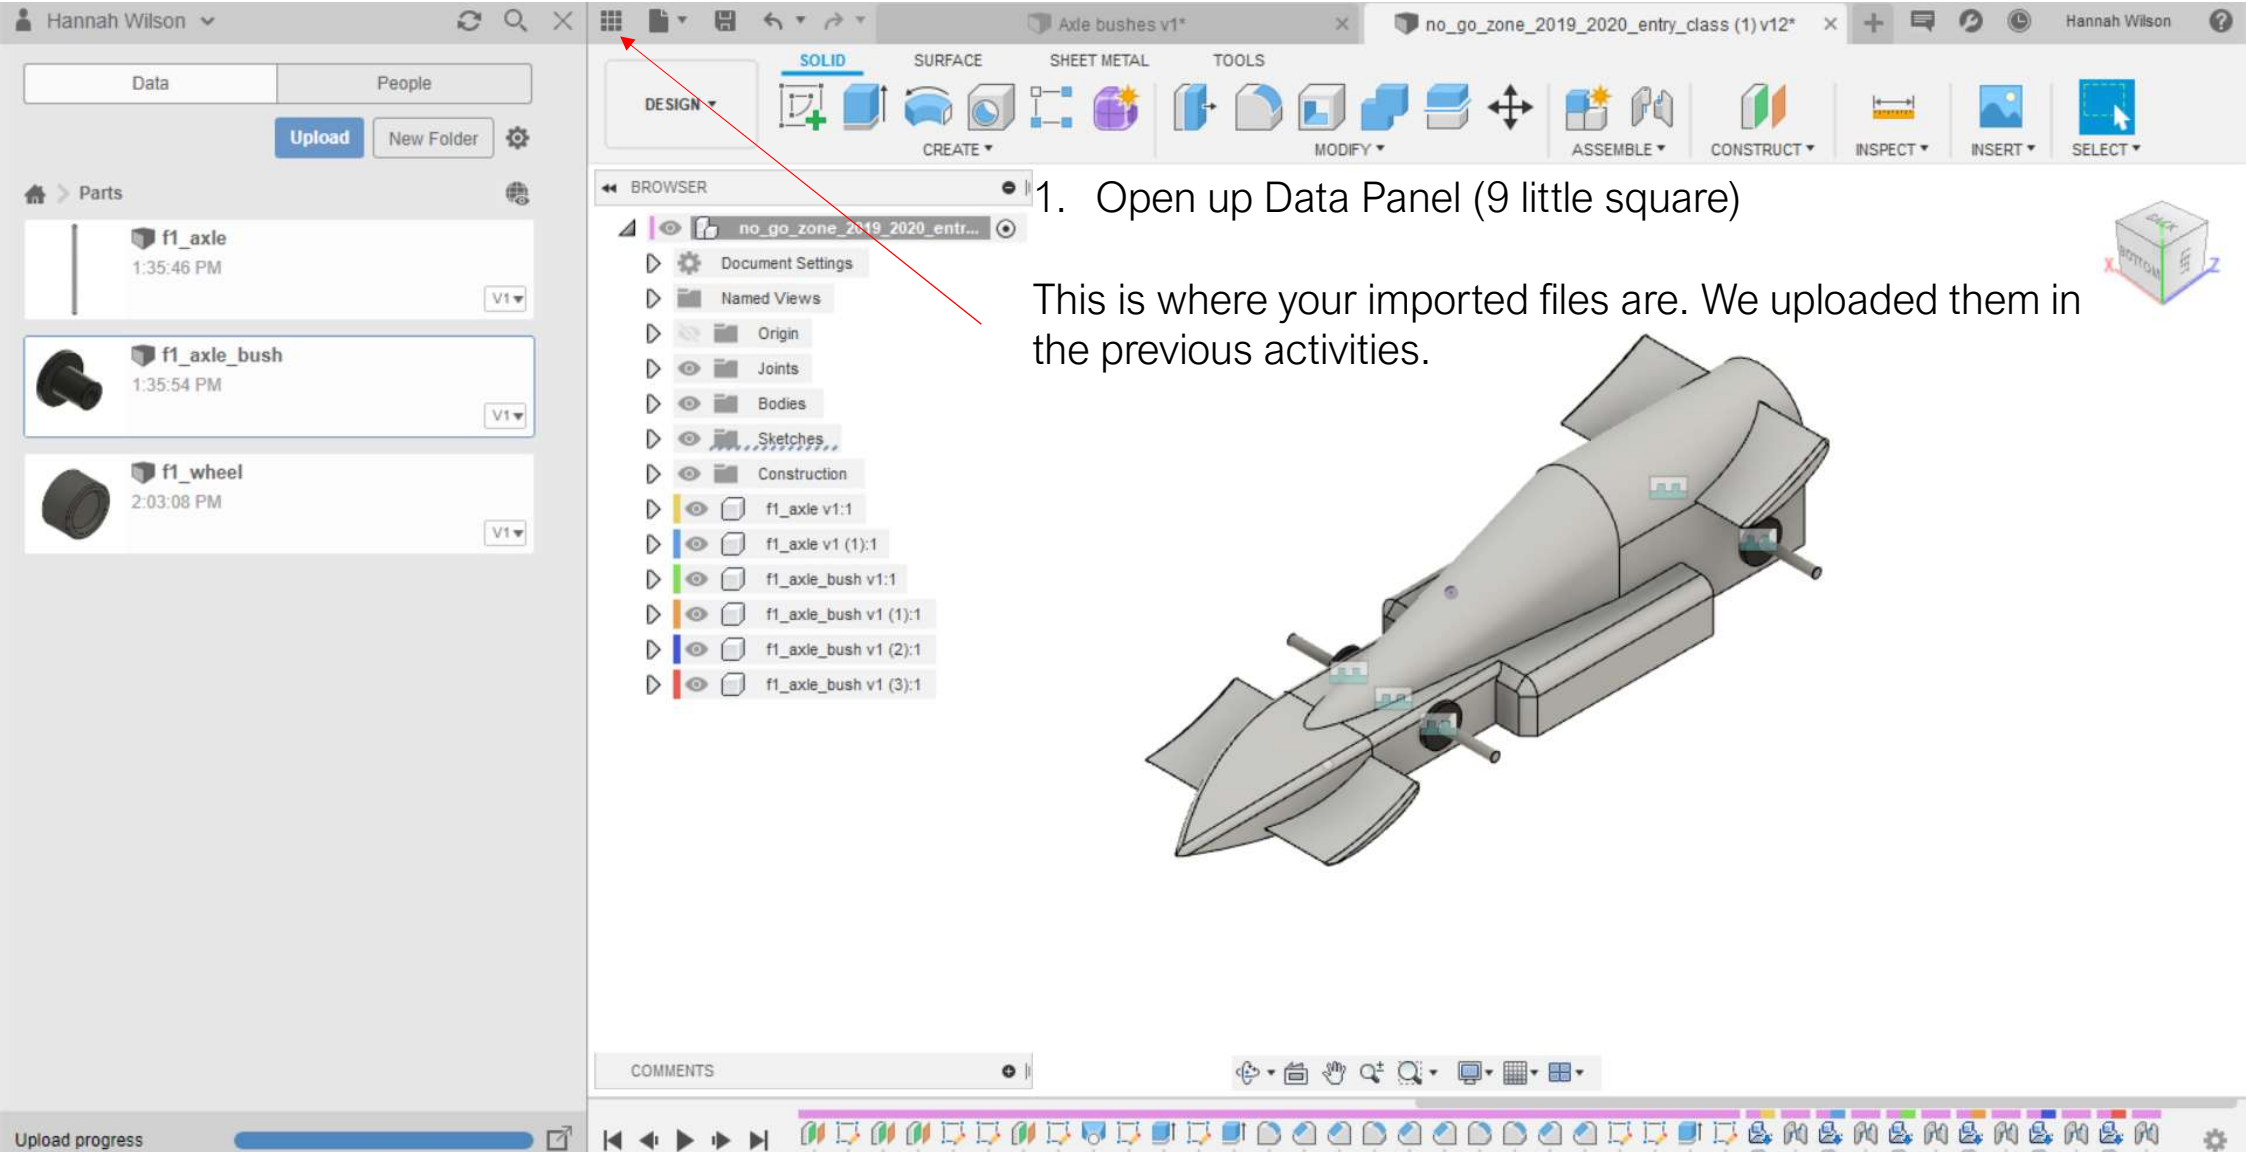 Hannah Wilson
Axle bushes v1*
no_go_zone_2019_2020_entry_class (1) v12*
Hannah Wilson
Data
People
Upload
New Folder
Parts
f1_axle
1:35:46 PM
V1
f1_axle_bush
1:35:54 PM
V1
f1_wheel
2:03:08 PM
V1
Upload progress
DESIGN
SOLID
SURFACE
SHEET METAL
TOOLS
CREATE
MODIFY
ASSEMBLE
CONSTRUCT
INSPECT
INSERT
SELECT
BROWSER
no_go_zone_2019_2020_entr...
Document Settings
Named Views
Origin
Joints
Bodies
Sketches
Construction
f1_axle v1:1
f1_axle v1 (1):1
f1_axle_bush v1:1
f1_axle_bush v1 (1):1
f1_axle_bush v1 (2):1
f1_axle_bush v1 (3):1
1. Open up Data Panel (9 little square)
This is where your imported files are. We uploaded them in
the previous activities.
BACK
BOTTOM
X
Z
COMMENTS